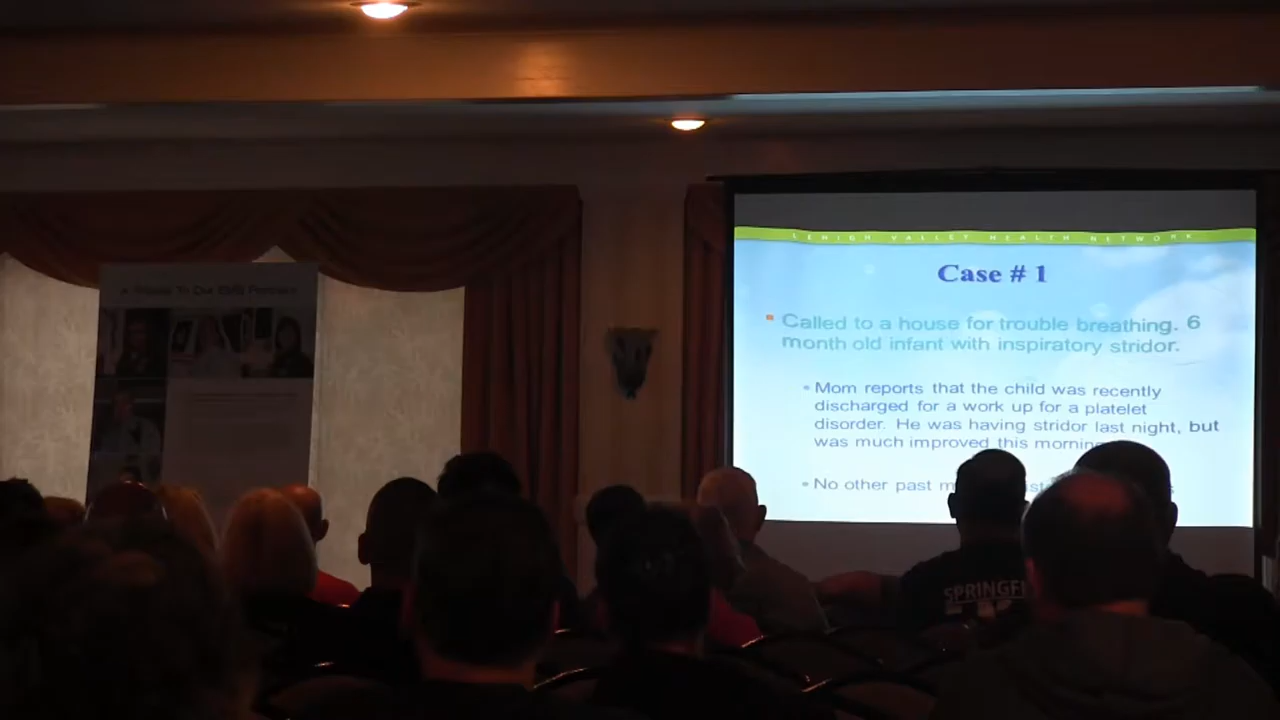 LEHIGH VALLEY HEALTH NETWORK
Case # 1
Called to a house for trouble breathing. 6
month old infant with inspiratory stridor.
Mom reports that the child was recently
discharged for a work up for a platelet
disorder. He was having stridor last night, but
was much improved this morning
No other past
SPRINGFI